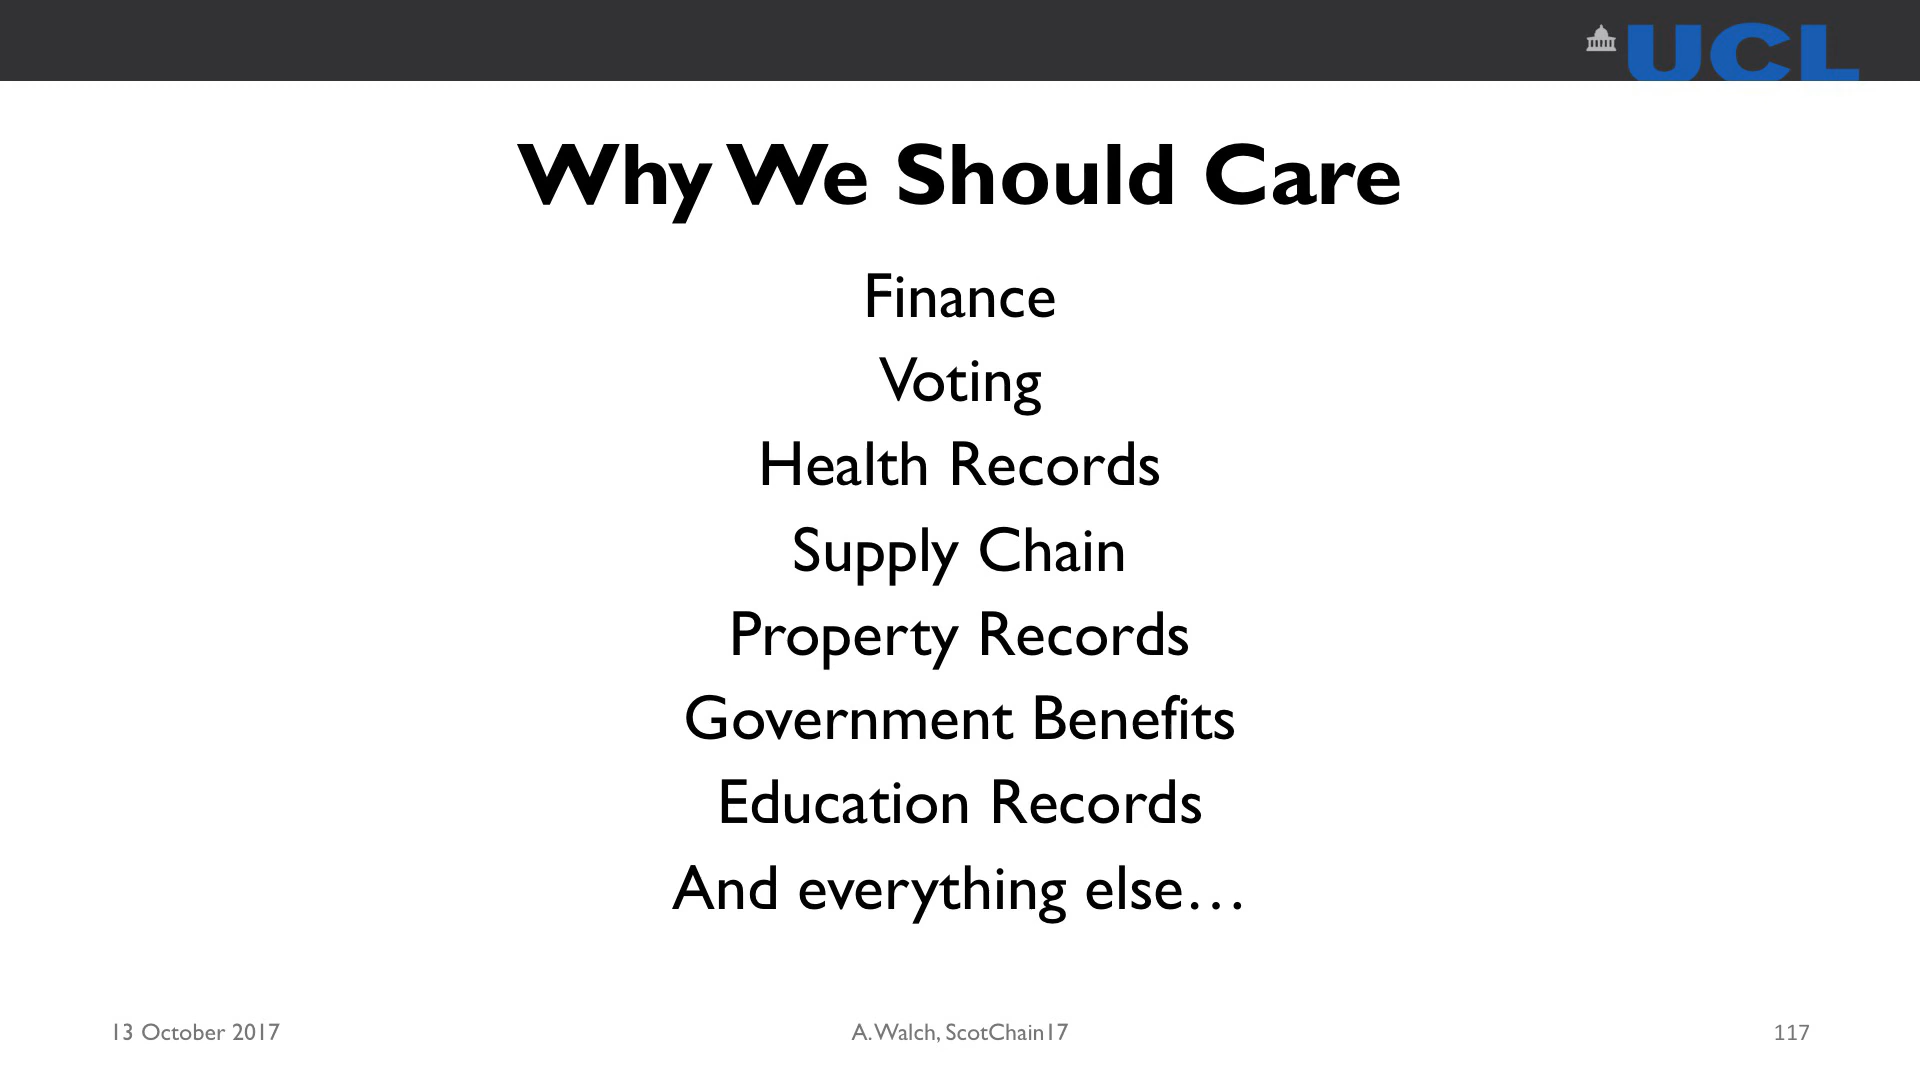 UCL
Why We Should Care
Finance
Voting
Health Records
Supply Chain
Property Records
Government Benefits
Education Records
And everything else…
13 October 2017
A. Walch, ScotChain17
117